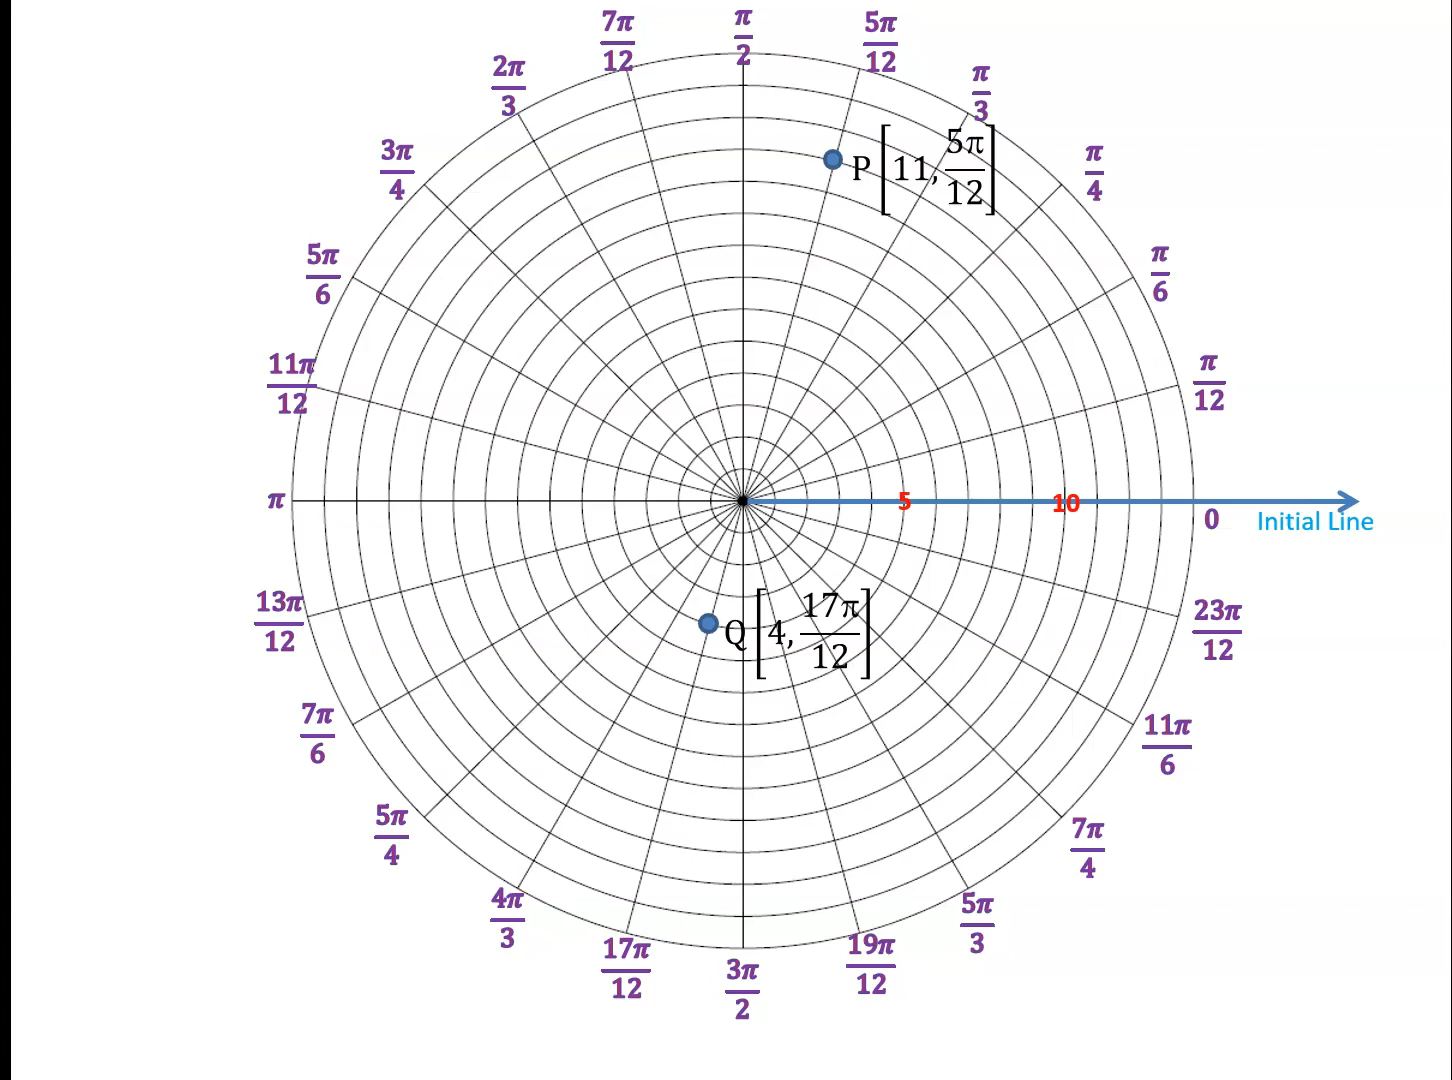 π/2
7π/12
5π/12
2π/3
π/3
3π/4
P [11, 5π/12]
π/4
5π/6
π/6
11π/12
π/12
π
5
10
0
Initial Line
13π/12
Q [4, 17π/12]
23π/12
7π/6
11π/6
5π/4
7π/4
4π/3
5π/3
17π/12
19π/12
3π/2